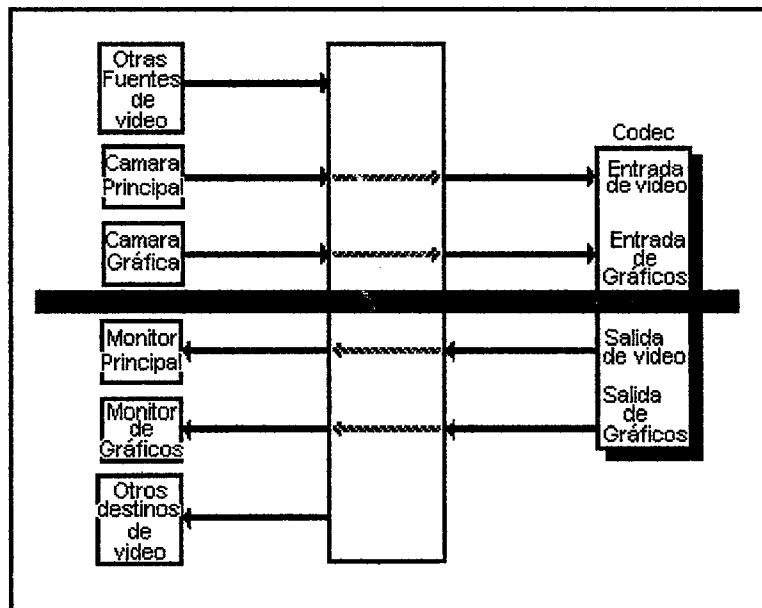 Otras
Fuentes
de
video
Camara
Principal
Camara
Gráfica
Monitor
Principal
Monitor
de
Gráficos
Otros
destinos
de
video
Codec
Entrada
de video
Entrada
de
Gráficos
Salida
de video
Salida
de
Gráficos